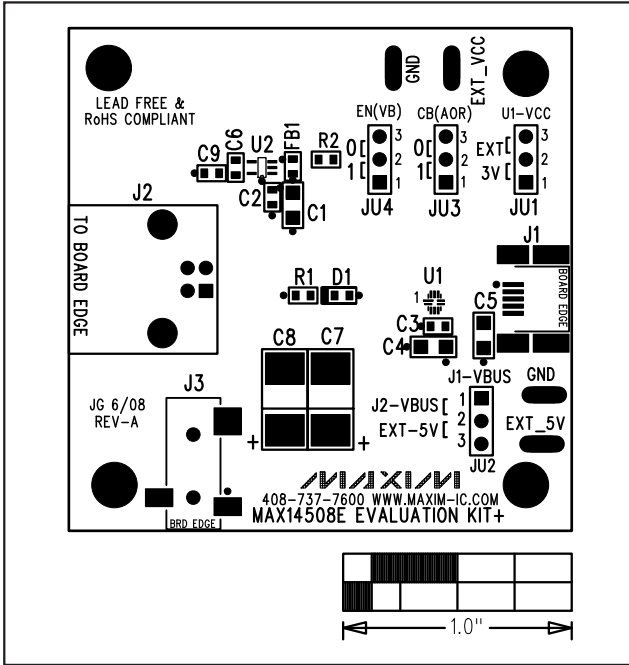 LEAD FREE &
RoHS COMPLIANT
GND
EXT_VCC
EN(VB)
CB(AOR)
U1-VCC
C9
C6
U2
FB1
R2
0[
1[
3
2
1
JU4
0[
1[
3
2
1
JU3
EXT[
3V[
3
2
1
JU1
C2
C1
J2
TO BOARD EDGE
J1
BOARD EDGE
R1
D1
U1
1
C3
C4
C5
C8
C7
+
+
J3
JG 6/08
REV-A
J1-VBUS
J2-VBUS[
EXT-5V[
1
2
3
JU2
GND
EXT_5V
BRD EDGE
MAXIM
408-737-7600 WWW.MAXIM-IC.COM
MAX14508E EVALUATION KIT+
1.0"